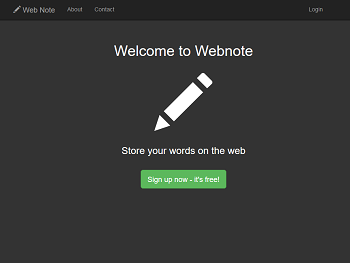 Web Note About Contact Login
Welcome to Webnote
Store your words on the web
Sign up now - it's free!